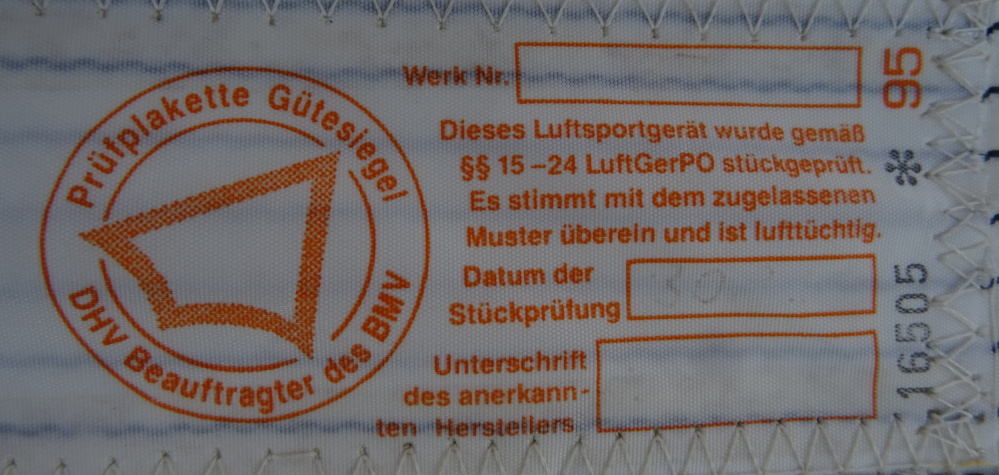 Prüfplakette Gütesiegel
DHV Beauftragter des BMV
Werk Nr.
Dieses Luftsportgerät wurde gemäß
§§ 15–24 LuftGerPO stückgeprüft.
Es stimmt mit dem zugelassenen
Muster überein und ist lufttüchtig.
Datum der
Stückprüfung
Unterschrift
des anerkann-
ten Herstellers
95
* 16505